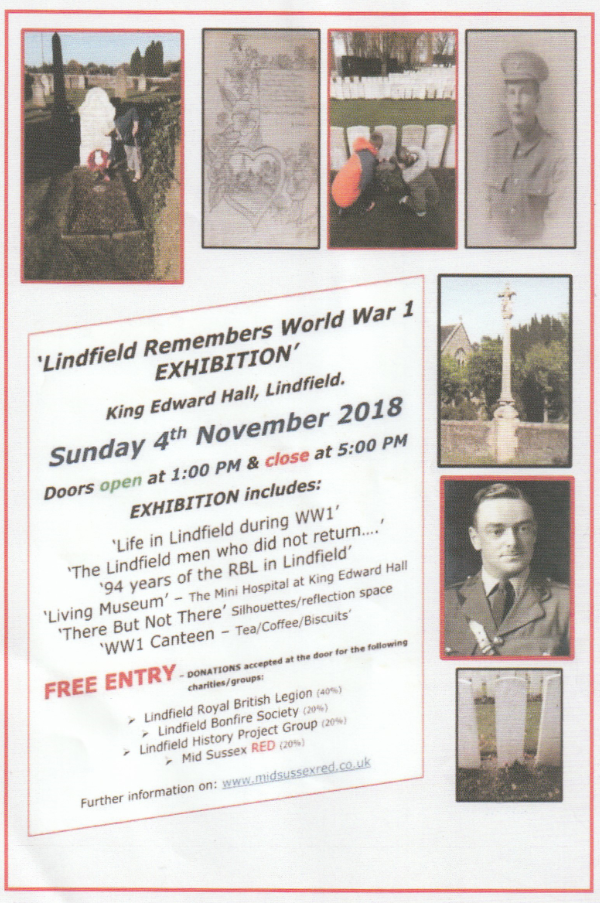 ‘Lindfield Remembers World War 1
EXHIBITION’
King Edward Hall, Lindfield.
Sunday 4th November 2018
Doors open at 1:00 PM & close at 5:00 PM
EXHIBITION includes:
‘Life in Lindfield during WW1’
‘The Lindfield men who did not return....’
‘94 years of the RBL in Lindfield’
‘Living Museum’ – The Mini Hospital at King Edward Hall
‘There But Not There’ Silhouettes/reflection space
‘WW1 Canteen – Tea/Coffee/Biscuits’
FREE ENTRY – DONATIONS accepted at the door for the following
charities/groups:
➢ Lindfield Royal British Legion (40%)
➢ Lindfield Bonfire Society (20%)
➢ Lindfield History Project Group (20%)
➢ Mid Sussex RED (20%)
Further information on: www.midsussexred.co.uk